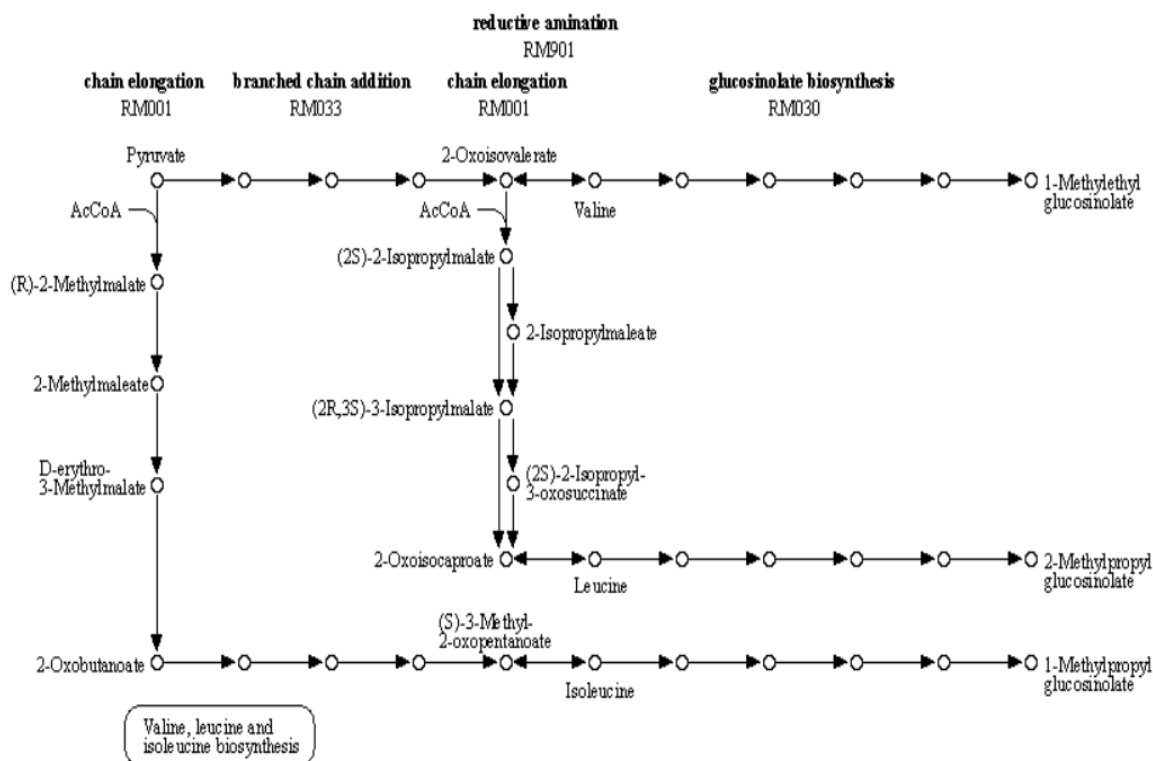 reductive amination
RM901
chain elongation
RM001
branched chain addition
RM033
chain elongation
RM001
glucosinolate biosynthesis
RM030
Pyruvate
2-Oxoisovalerate
AcCoA
AcCoA
Valine
1-Methylethyl
glucosinolate
(2S)-2-Isopropylmalate
(R)-2-Methylmalate
2-Isopropylmaleate
2-Methylmaleate
(2R,3S)-3-Isopropylmalate
D-erythro-
3-Methylmalate
(2S)-2-Isopropyl-
3-oxosuccinate
2-Oxoisocaproate
Leucine
2-Methylpropyl
glucosinolate
(S)-3-Methyl-
2-oxopentanoate
2-Oxobutanoate
Isoleucine
1-Methylpropyl
glucosinolate
Valine, leucine and
isoleucine biosynthesis